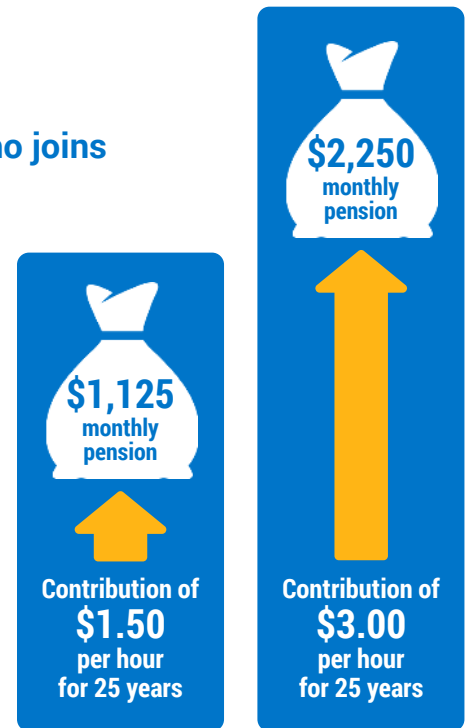 joins
$1,125
monthly
pension
Contribution of
$1.50
per hour
for 25 years
$2,250
monthly
pension
Contribution of
$3.00
per hour
for 25 years